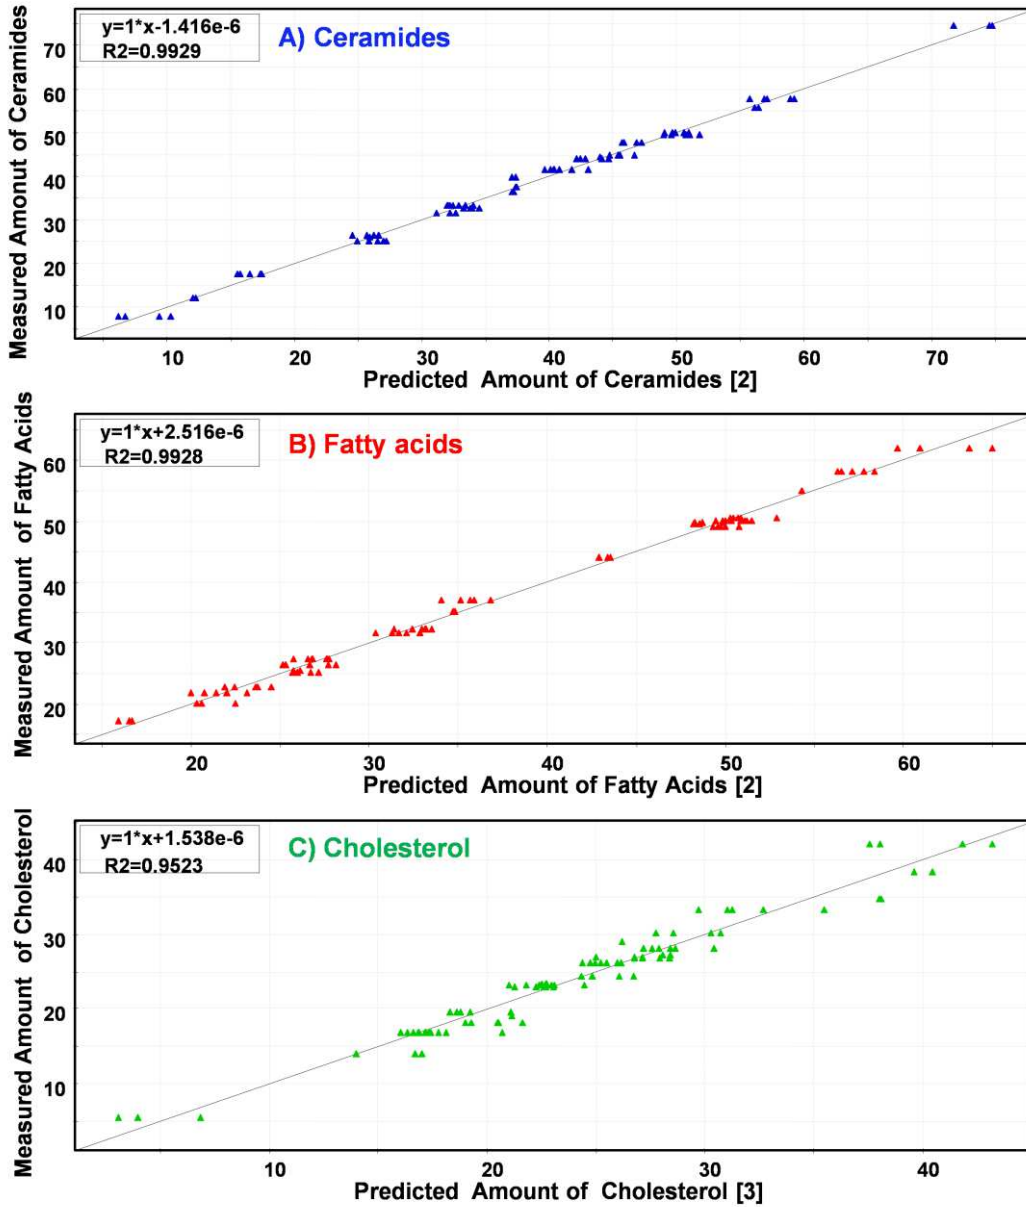 y=1*x-1.416e-6
R2=0.9929
A) Ceramides
Measured Amonut of Ceramides
70
60
50
40
30
20
10
10
20
30
40
50
60
70
Predicted Amount of Ceramides [2]
y=1*x+2.516e-6
R2=0.9928
B) Fatty acids
Measured Amount of Fatty Acids
60
50
40
30
20
20
30
40
50
60
Predicted Amount of Fatty Acids [2]
y=1*x+1.538e-6
R2=0.9523
C) Cholesterol
Measured Amount of Cholesterol
40
30
20
10
10
20
30
40
Predicted Amount of Cholesterol [3]